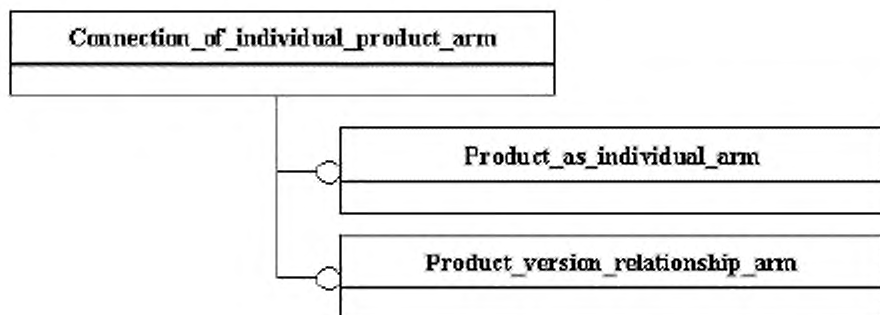 Connection_of_individual_product_arm
Product_as_individual_arm
Product_version_relationship_arm